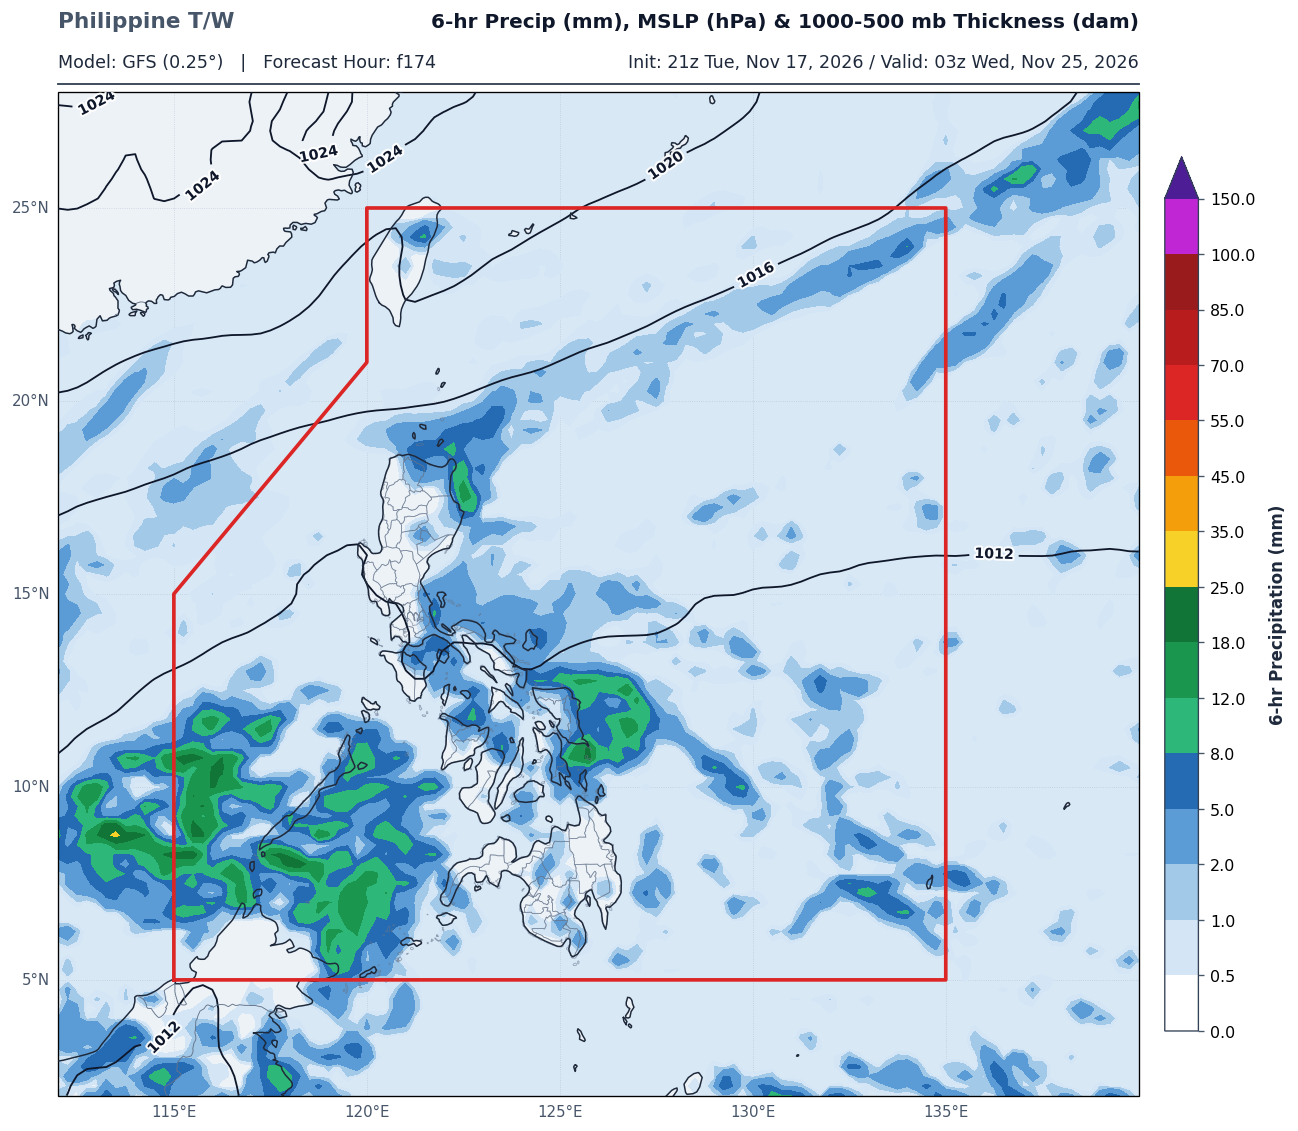 Philippine T/W
6-hr Precip (mm), MSLP (hPa) & 1000-500 mb Thickness (dam)
Model: GFS (0.25°)   |   Forecast Hour: f174
Init: 21z Tue, Nov 17, 2026 / Valid: 03z Wed, Nov 25, 2026
1024
1024
1024
1024
1020
1016
1012
1012
25°N
20°N
15°N
10°N
5°N
115°E
120°E
125°E
130°E
135°E
150.0
100.0
85.0
70.0
55.0
45.0
35.0
25.0
18.0
12.0
8.0
5.0
2.0
1.0
0.5
0.0
6-hr Precipitation (mm)